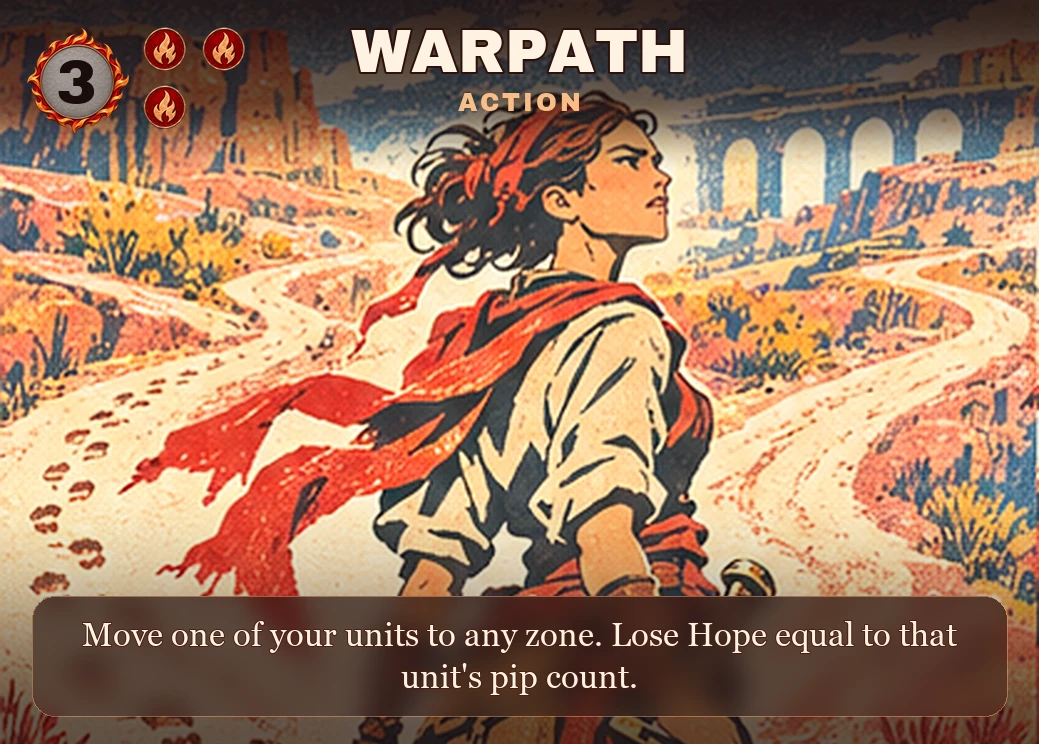 3
WARPATH
ACTION
Move one of your units to any zone. Lose Hope equal to that
unit's pip count.